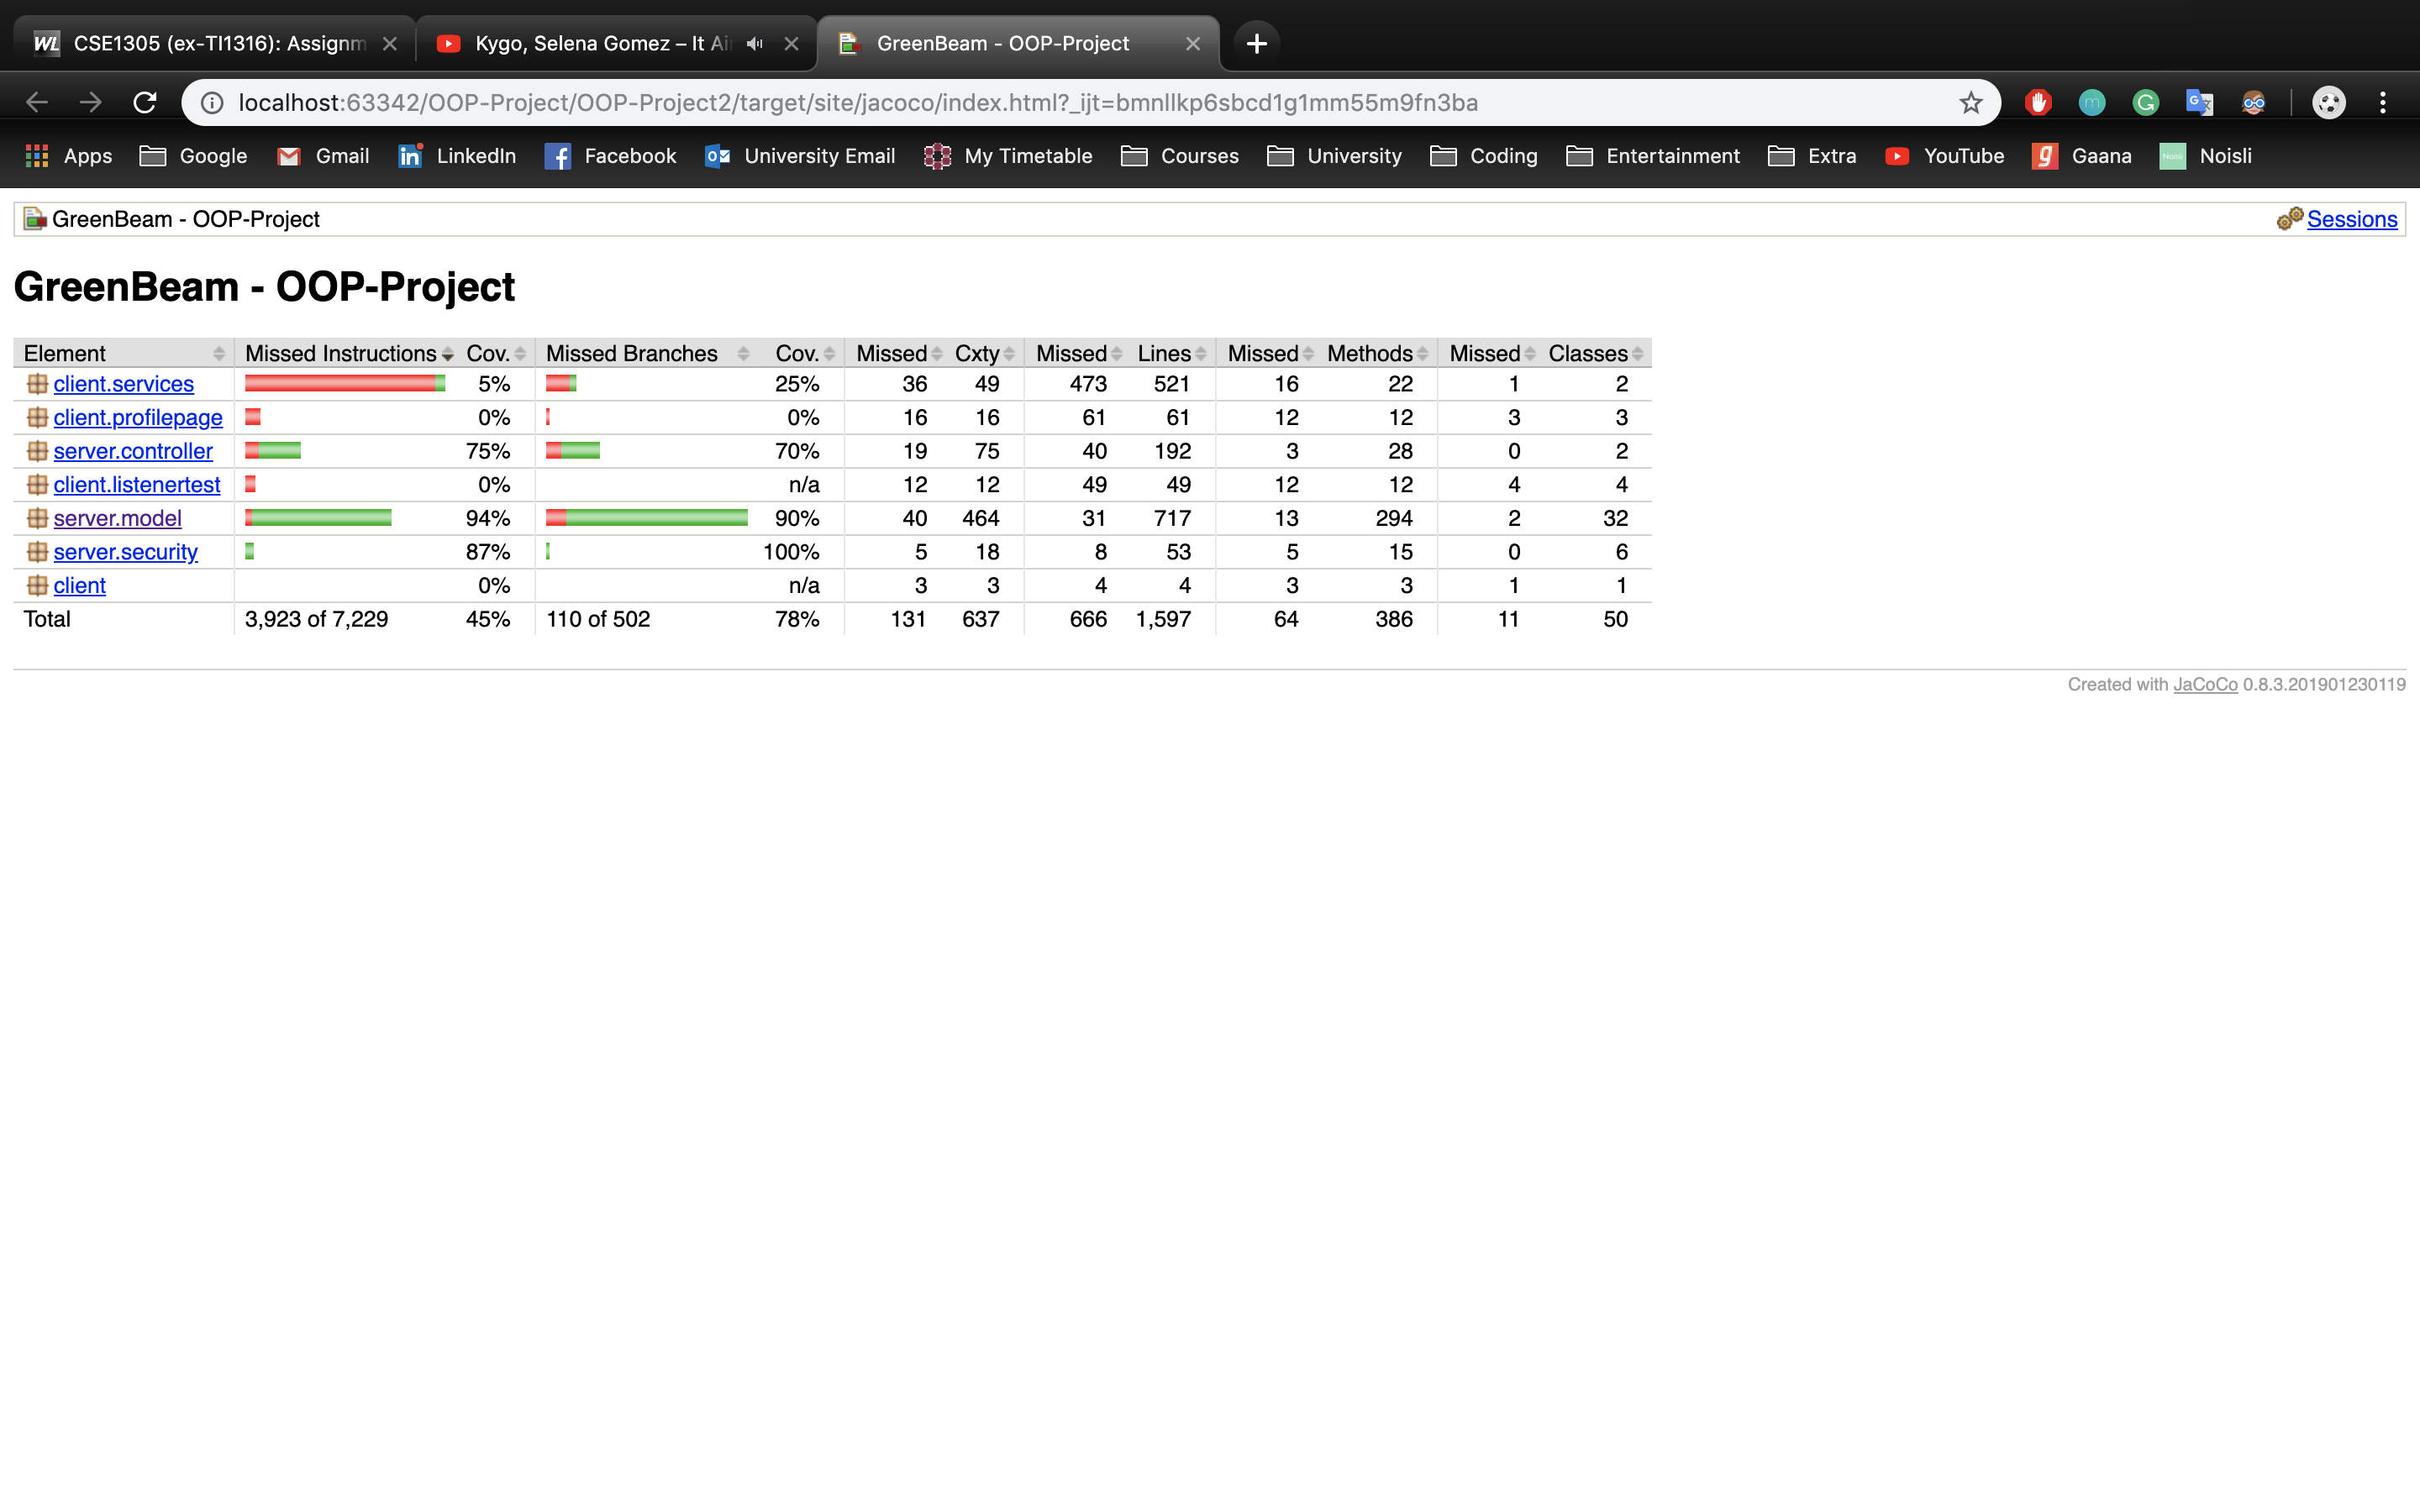 WL CSE1305 (ex-TI1316): Assignm Kygo, Selena Gomez – It Ai GreenBeam - OOP-Project
localhost:63342/OOP-Project/OOP-Project2/target/site/jacoco/index.html?_ijt=bmnllkp6sbcd1g1mm55m9fn3ba
Apps Google Gmail LinkedIn Facebook University Email My Timetable Courses University Coding Entertainment Extra YouTube Gaana Noisli
GreenBeam - OOP-Project Sessions
GreenBeam - OOP-Project
Element Missed Instructions Cov. Missed Branches Cov. Missed Cxty Missed Lines Missed Methods Missed Classes
client.services 5% 25% 36 49 473 521 16 22 1 2
client.profilepage 0% 0% 16 16 61 61 12 12 3 3
server.controller 75% 70% 19 75 40 192 3 28 0 2
client.listenertest 0% n/a 12 12 49 49 12 12 4 4
server.model 94% 90% 40 464 31 717 13 294 2 32
server.security 87% 100% 5 18 8 53 5 15 0 6
client 0% n/a 3 3 4 4 3 3 1 1
Total 3,923 of 7,229 45% 110 of 502 78% 131 637 666 1,597 64 386 11 50
Created with JaCoCo 0.8.3.201901230119